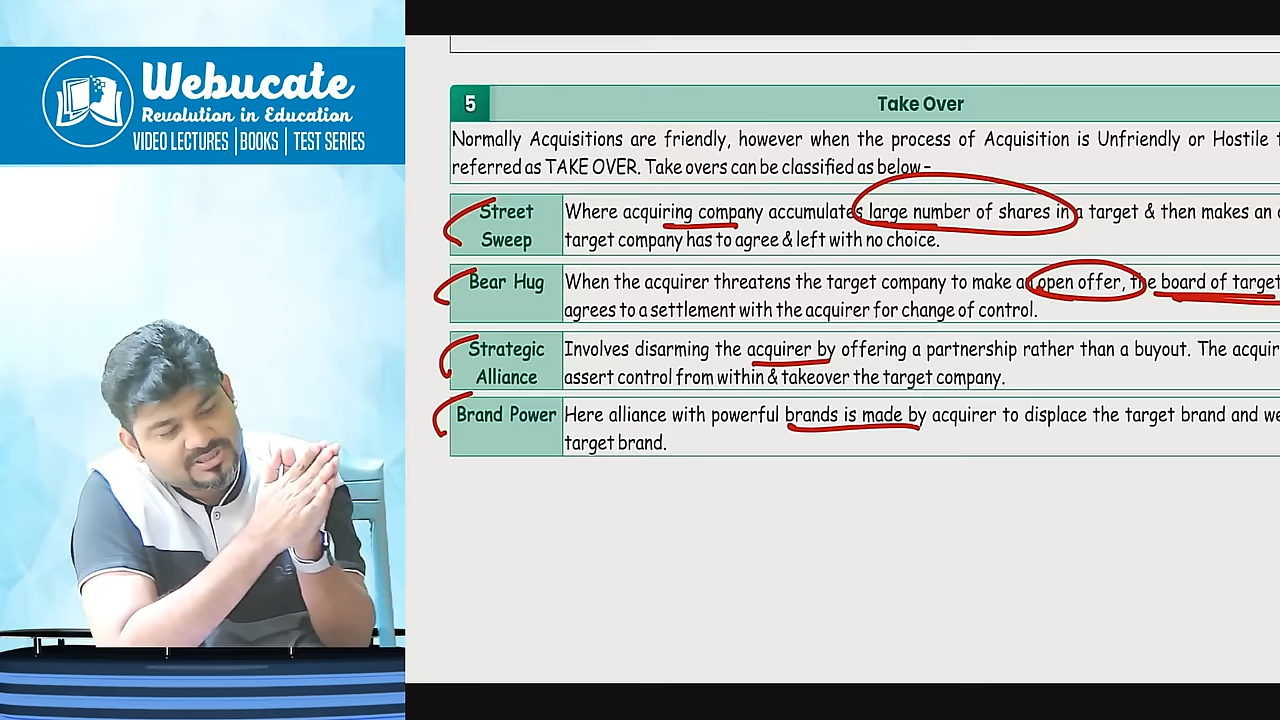 Webucate
Revolution in Education
VIDEO LECTURES | BOOKS | TEST SERIES
5 Take Over
Normally Acquisitions are friendly, however when the process of Acquisition is Unfriendly or Hostile
referred as TAKE OVER. Take overs can be classified as below –
Street Where acquiring company accumulates large number of shares in a target & then makes an
Sweep target company has to agree & left with no choice.
Bear Hug When the acquirer threatens the target company to make an open offer, the board of target
agrees to a settlement with the acquirer for change of control.
Strategic Involves disarming the acquirer by offering a partnership rather than a buyout. The
Alliance assert control from within & takeover the target company.
Brand Power Here alliance with powerful brands is made by acquirer to displace the target brand and
target brand.